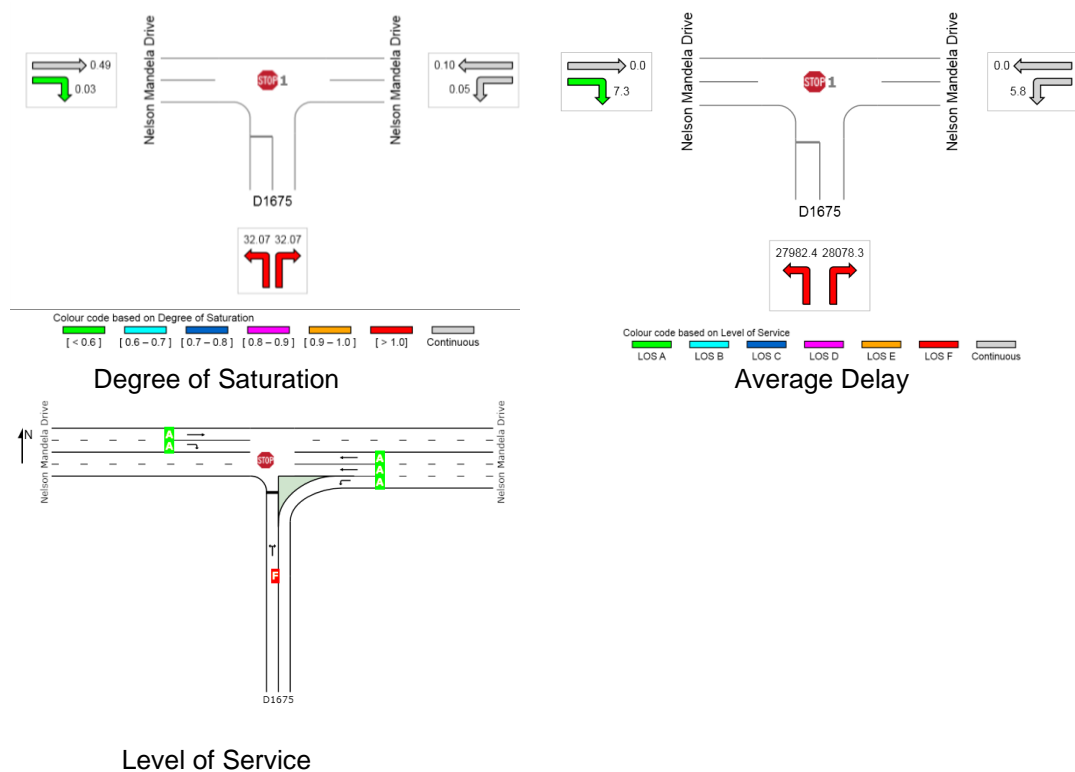 Nelson Mandela Drive
Nelson Mandela Drive
0.49
0.03
STOP 1
0.10
0.05
D1675
32.07 32.07
Colour code based on Degree of Saturation
[ < 0.6 ] [ 0.6 – 0.7 ] [ 0.7 – 0.8 ] [ 0.8 – 0.9 ] [ 0.9 – 1.0 ] [ > 1.0 ] Continuous
Degree of Saturation
Nelson Mandela Drive
Nelson Mandela Drive
0.0
7.3
STOP 1
0.0
5.8
D1675
27982.4 28078.3
Colour code based on Level of Service
LOS A LOS B LOS C LOS D LOS E LOS F Continuous
Average Delay
N
Nelson Mandela Drive
Nelson Mandela Drive
A
A
STOP
A
A
A
F
D1675
Level of Service